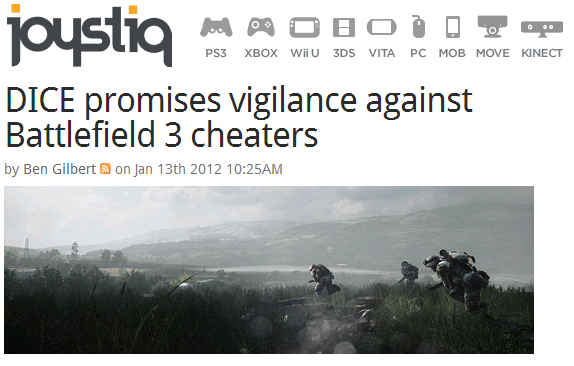 joystiq
PS3 XBOX Wii U 3DS VITA PC MOB MOVE KINECT
DICE promises vigilance against
Battlefield 3 cheaters
by Ben Gilbert on Jan 13th 2012 10:25AM